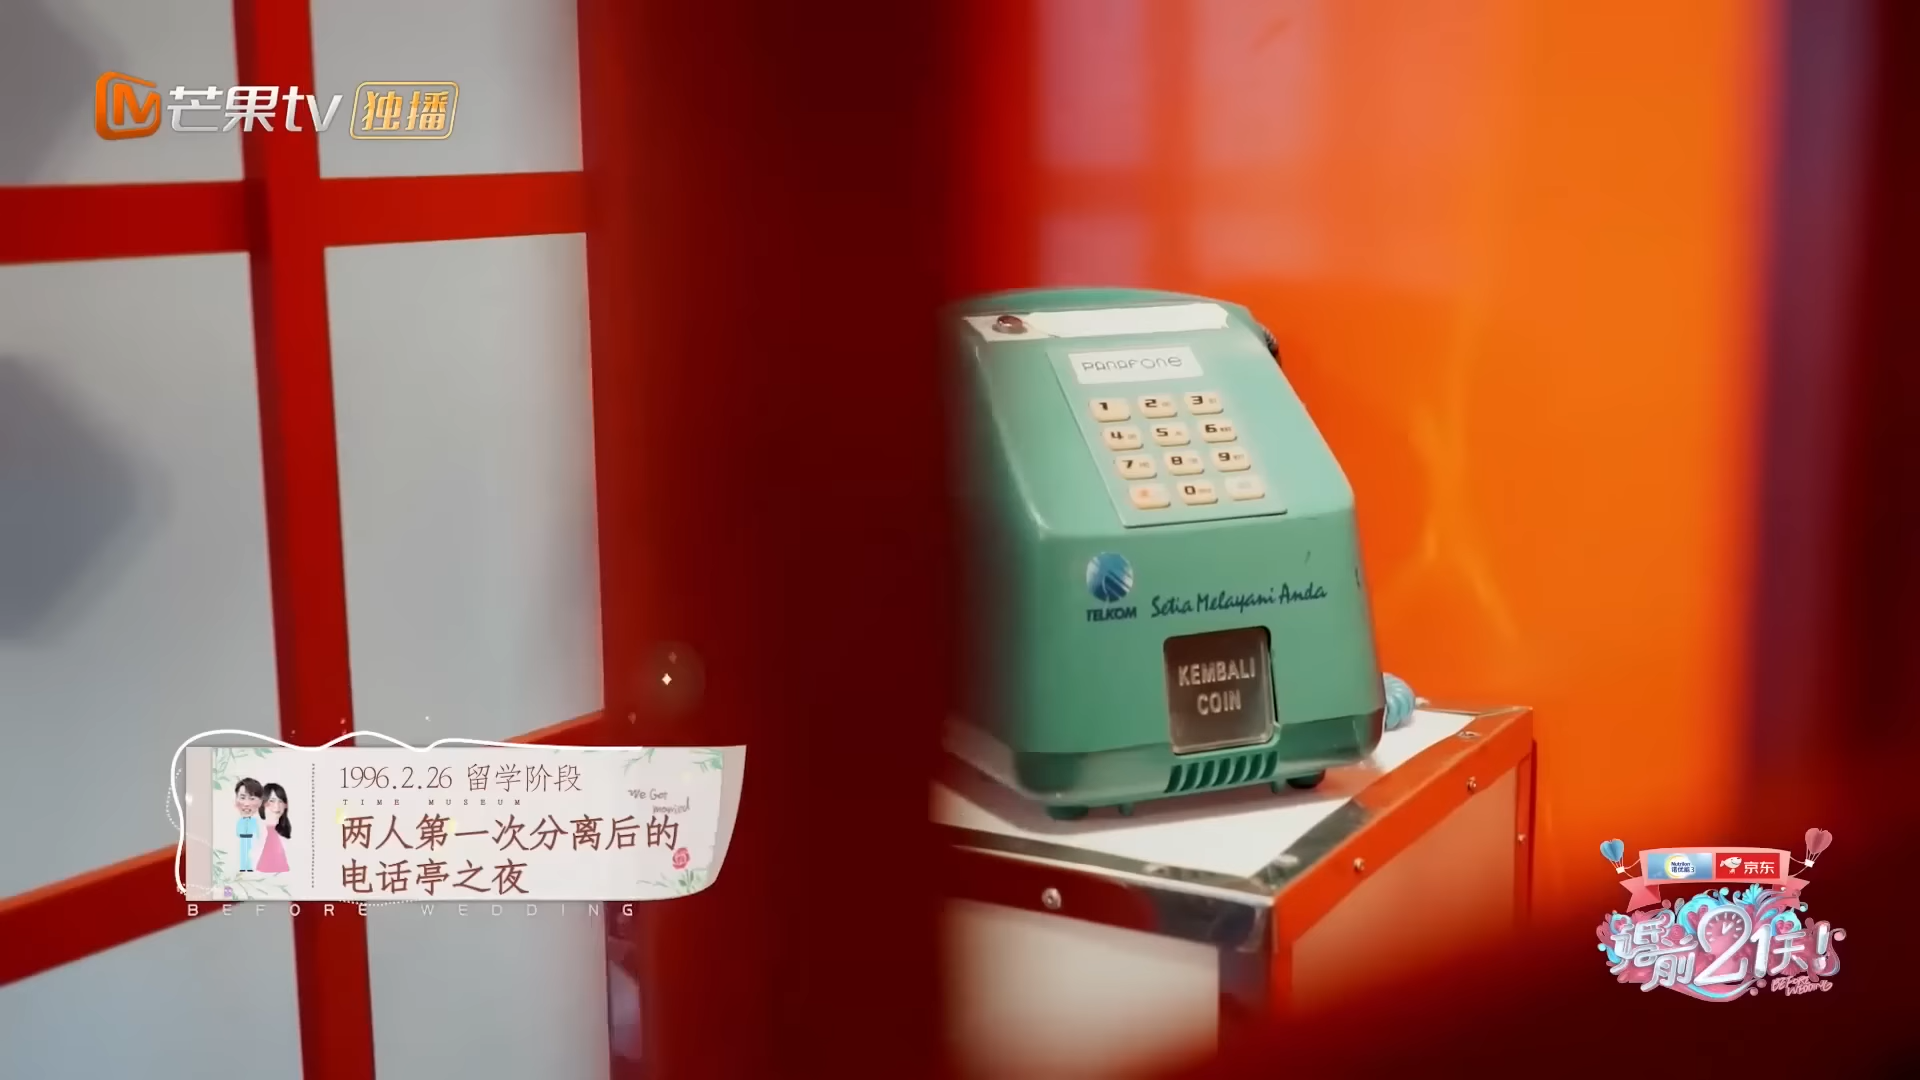 芒果tv 独播
PANAFONE
1 2 3
4 5 6
7 8 9
0
TELKOM Setia Melayani Anda
KEMBALI
COIN
1996.2.26 留学阶段
TIME MUSEUM
We Got
两人第一次分离后的
电话亭之夜
BEFORE WEDDING
Nutrilon
京东
婚前21天!
BEFORE
WEDDING